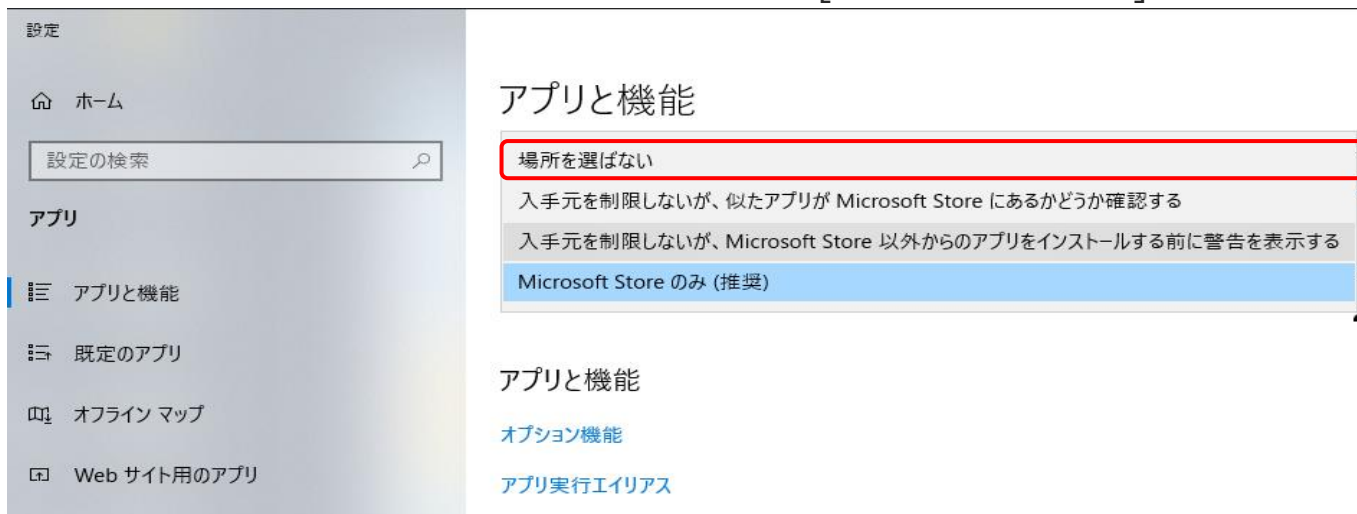 設定
ホーム
設定の検索
アプリ
アプリと機能
既定のアプリ
オフライン マップ
Web サイト用のアプリ
アプリと機能
場所を選ばない
入手元を制限しないが、似たアプリが Microsoft Store にあるかどうか確認する
入手元を制限しないが、Microsoft Store 以外からのアプリをインストールする前に警告を表示する
Microsoft Store のみ (推奨)
アプリと機能
オプション機能
アプリ実行エイリアス